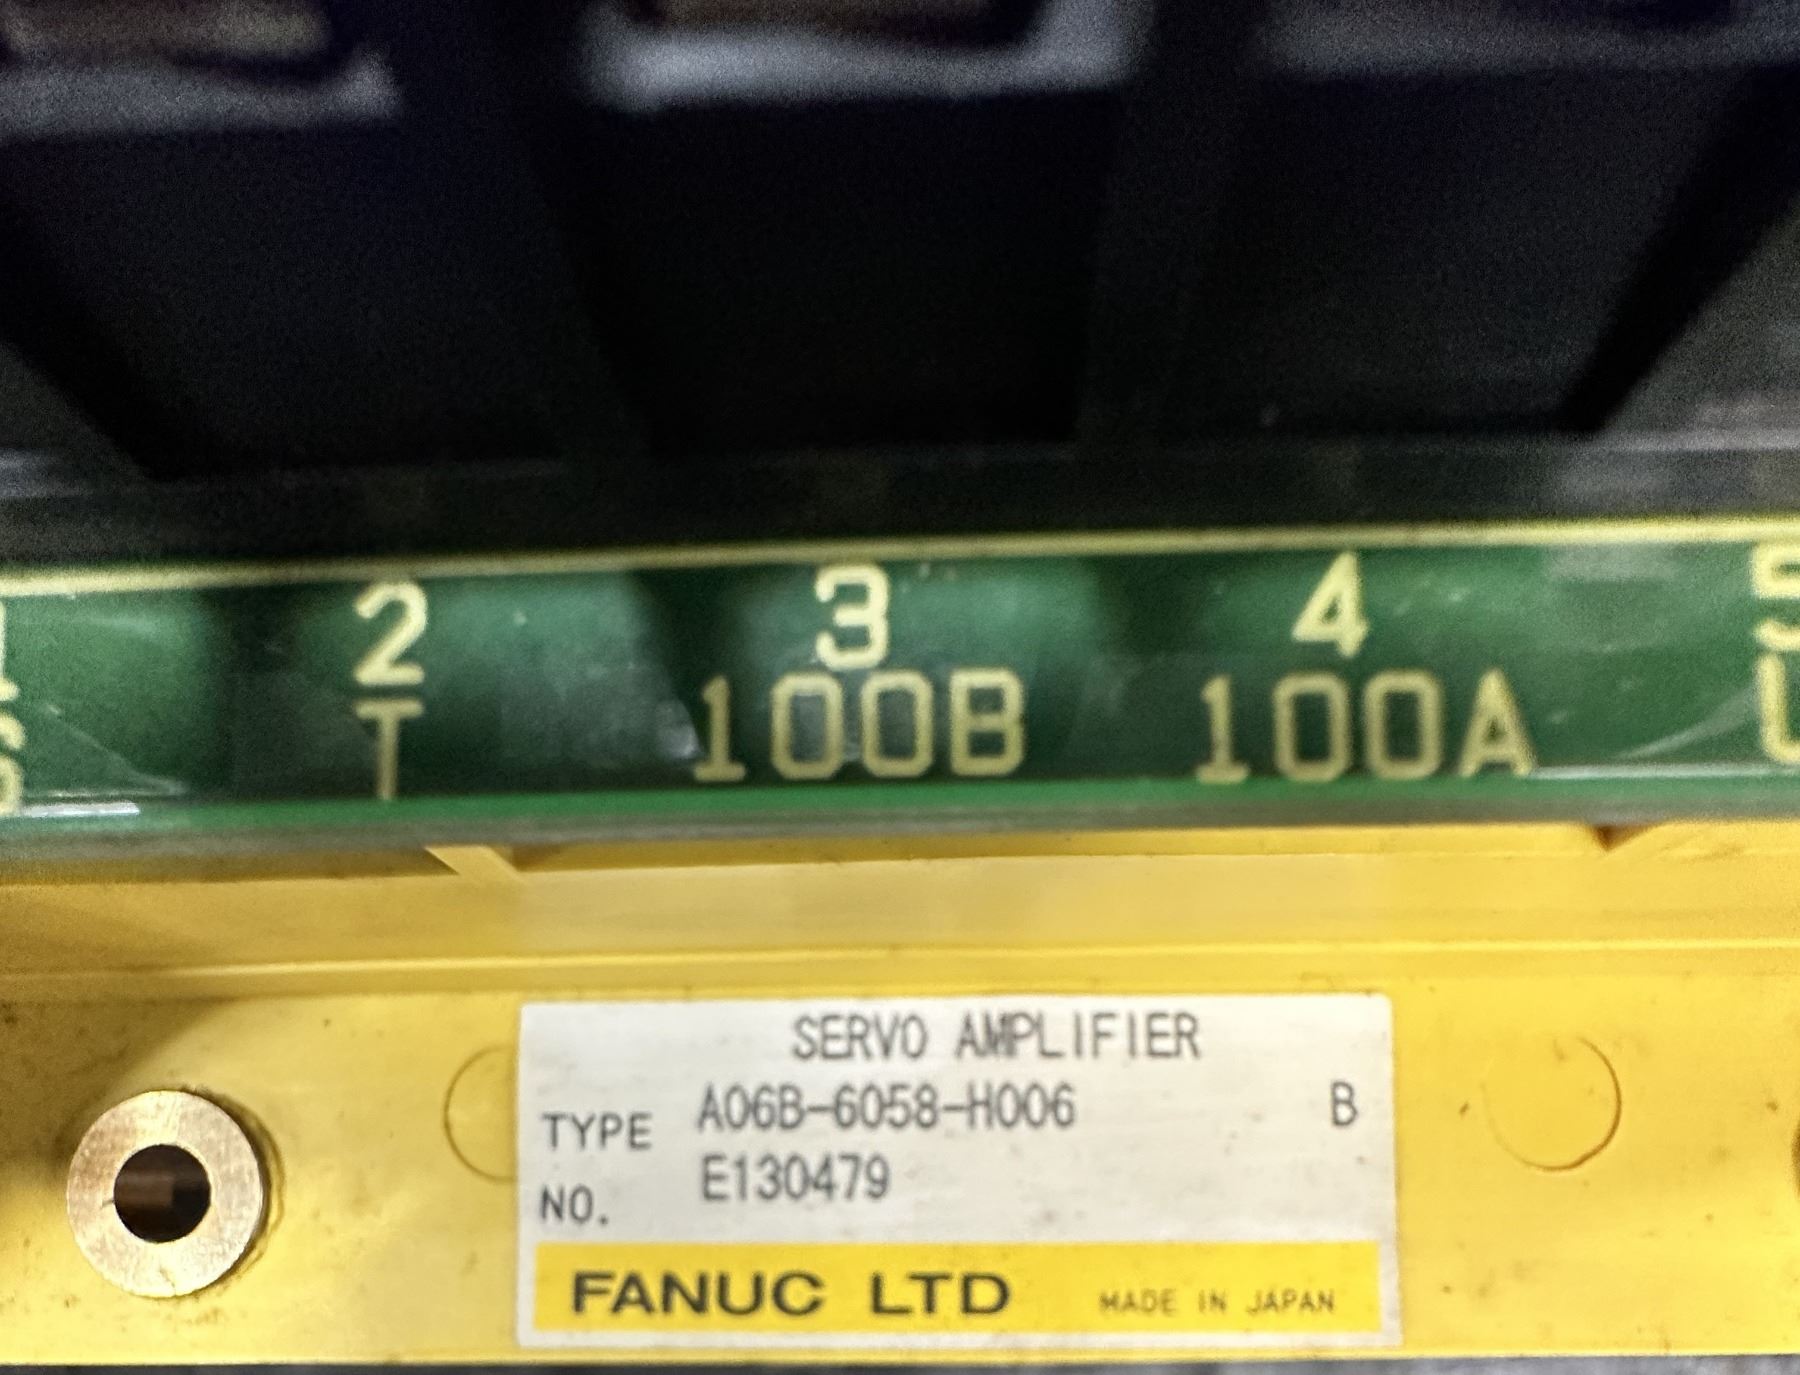 2 3 4
T 100B 100A
SERVO AMPLIFIER
TYPE A06B-6058-H006 B
NO. E130479
FANUC LTD MADE IN JAPAN